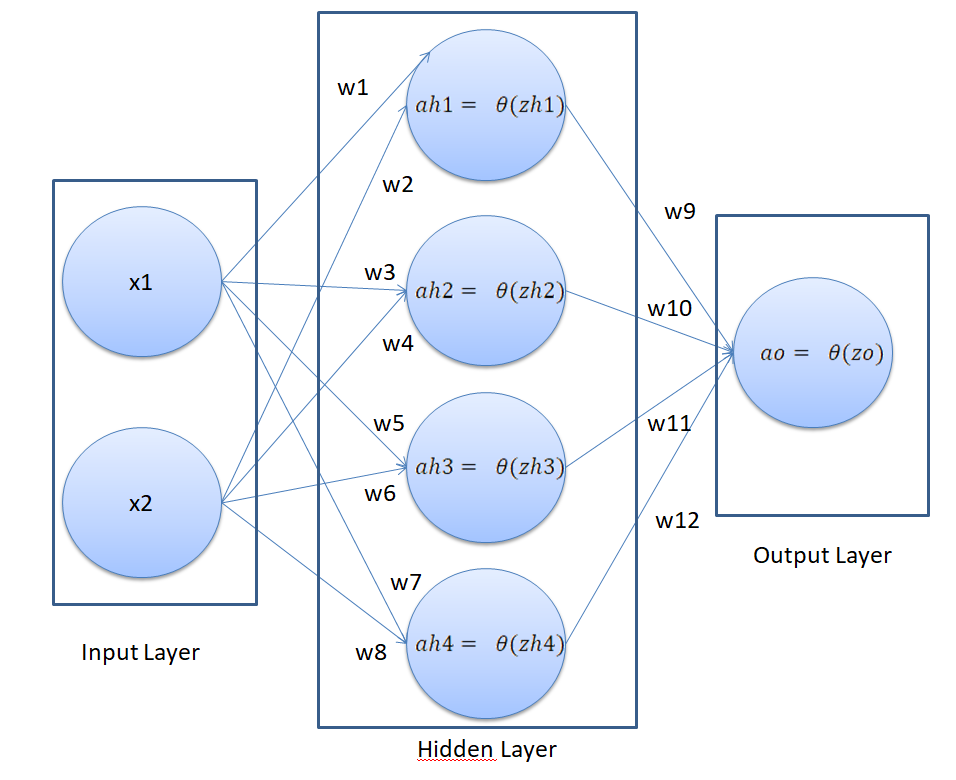 w1
ah1 = θ(zh1)
w2
w9
x1
w3
ah2 = θ(zh2)
w10
w4
ao = θ(zo)
w5
w11
x2
w6
ah3 = θ(zh3)
w12
Output Layer
w7
Input Layer
w8
ah4 = θ(zh4)
Hidden Layer